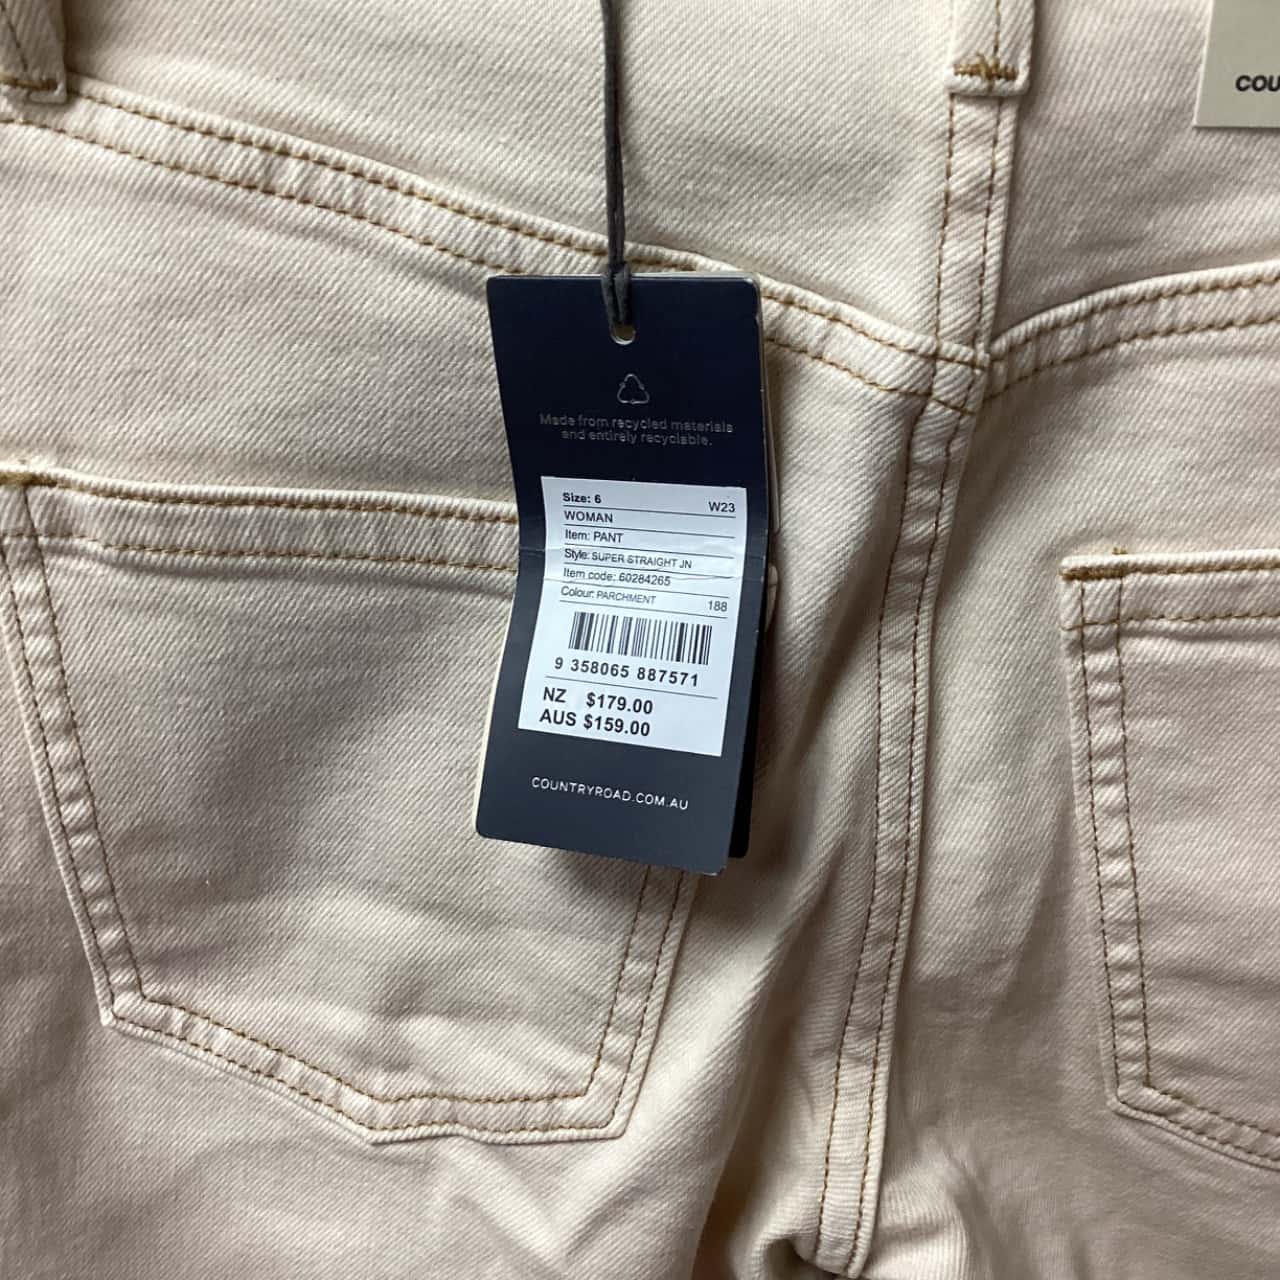 COU
Made from recycled materials
and entirely recyclable.
Size: 6 W23
WOMAN
Item: PANT
Style: SUPER STRAIGHT JN
Item code: 60284265
Colour: PARCHMENT 188
9 358065 887571
NZ $179.00
AUS $159.00
COUNTRYROAD.COM.AU